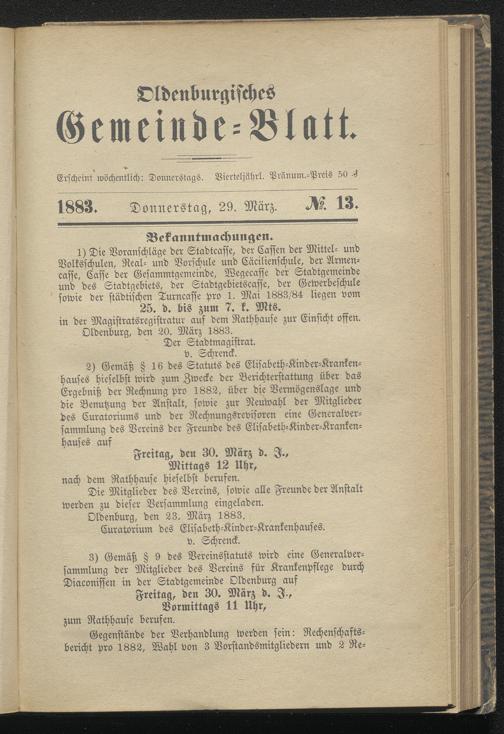 Oldenburgisches
Gemeinde=Blatt.
Erscheint wöchentlich: Donnerstags. Vierteljährl. Pränum.=Preis 50 ₰
1883. Donnerstag, 29. März. №. 13.
Bekanntmachungen.
1) Die Voranschläge der Stadtcasse, der Cassen der Mittel= und
Volksschulen, Real= und Vorschule und Cäcilienschule, der Armen=
casse, Casse der Gesammtgemeinde, Wegecasse der Stadtgemeinde
und des Stadtgebiets, der Stadtgebietscasse, der Gewerbeschule
sowie der städtischen Turncasse pro 1. Mai 1883/84 liegen vom
25. d. bis zum 7. k. Mts.
in der Magistratsregistratur auf dem Rathhause zur Einsicht offen.
Oldenburg, den 20. März 1883.
Der Stadtmagistrat.
v. Schrenck.
2) Gemäß § 16 des Statuts des Elisabeth=Kinder=Kranken=
hauses hieselbst wird zum Zwecke der Berichterstattung über das
Ergebniß der Rechnung pro 1882, über die Vermögenslage und
die Benutzung der Anstalt, sowie zur Neuwahl der Mitglieder
des Curatoriums und der Rechnungsrevisoren eine Generalver=
sammlung des Vereins der Freunde des Elisabeth=Kinder=Kranken=
hauses auf
Freitag, den 30. März d. J.,
Mittags 12 Uhr,
nach dem Rathhause hieselbst berufen.
Die Mitglieder des Vereins, sowie alle Freunde der Anstalt
werden zu dieser Versammlung eingeladen.
Oldenburg, den 23. März 1883.
Curatorium des Elisabeth=Kinder=Krankenhauses.
v. Schrenck.
3) Gemäß § 9 des Vereinsstatuts wird eine Generalver=
sammlung der Mitglieder des Vereins für Krankenpflege durch
Diaconissen in der Stadtgemeinde Oldenburg auf
Freitag, den 30. März d. J.,
Vormittags 11 Uhr,
zum Rathhause berufen.
Gegenstände der Verhandlung werden sein: Rechenschafts=
bericht pro 1882, Wahl von 3 Vorstandsmitgliedern und 2 Re=